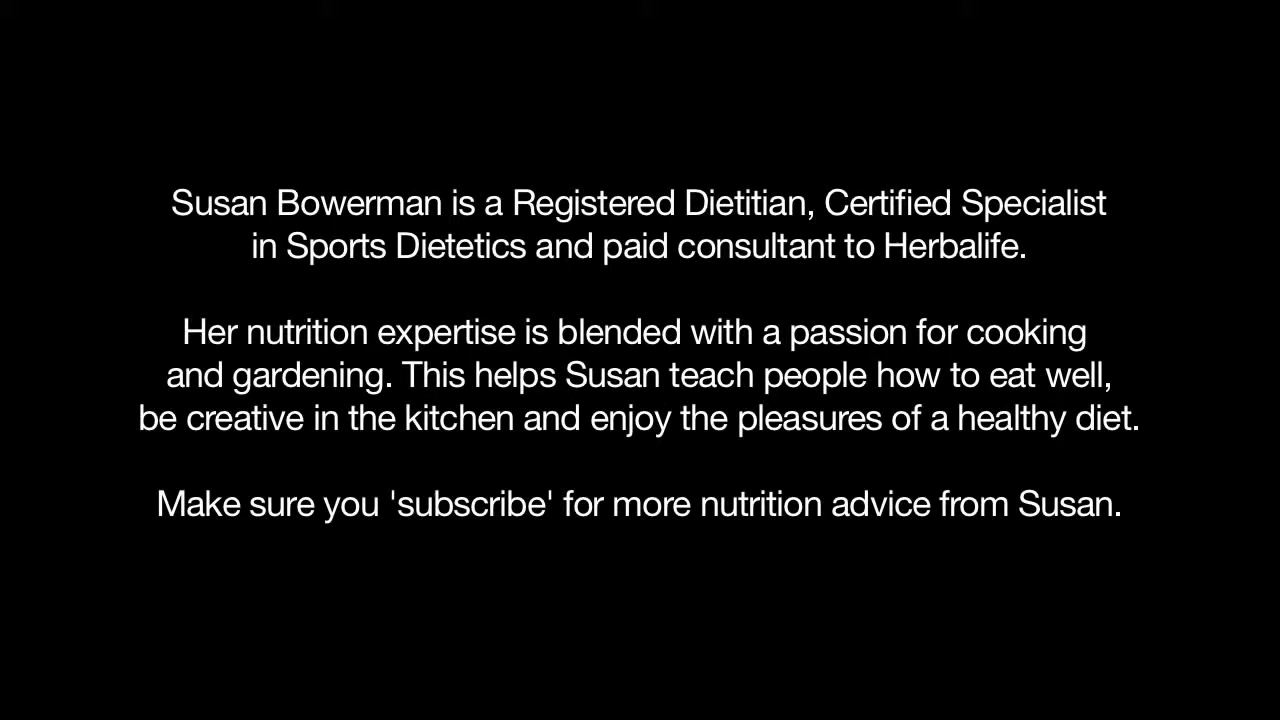 Susan Bowerman is a Registered Dietitian, Certified Specialist
in Sports Dietetics and paid consultant to Herbalife.
Her nutrition expertise is blended with a passion for cooking
and gardening. This helps Susan teach people how to eat well,
be creative in the kitchen and enjoy the pleasures of a healthy diet.
Make sure you 'subscribe' for more nutrition advice from Susan.